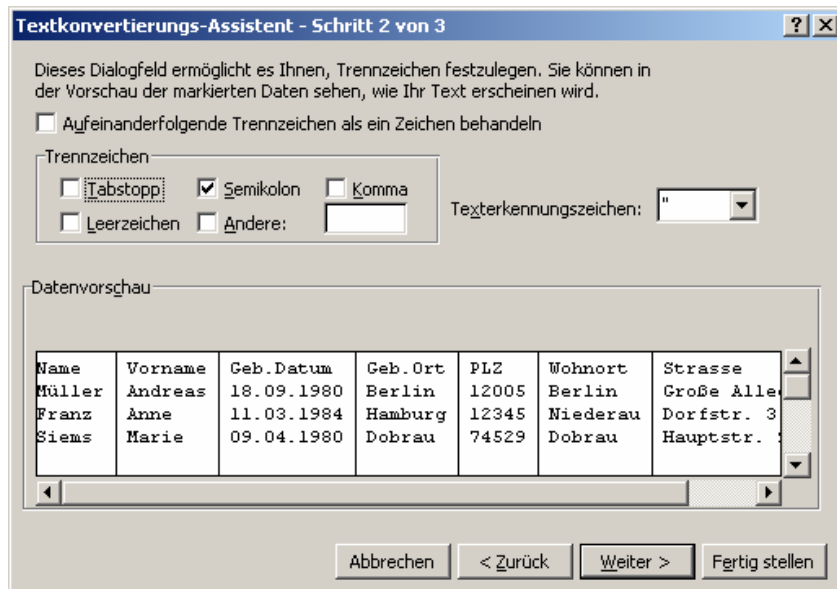 Textkonvertierungs-Assistent - Schritt 2 von 3
Dieses Dialogfeld ermöglicht es Ihnen, Trennzeichen festzulegen. Sie können in
der Vorschau der markierten Daten sehen, wie Ihr Text erscheinen wird.
Aufeinanderfolgende Trennzeichen als ein Zeichen behandeln
Trennzeichen
Tabstopp Semikolon Komma
Leerzeichen Andere:
Texterkennungszeichen: "
Datenvorschau
Name Vorname Geb.Datum Geb.Ort PLZ Wohnort Strasse
Müller Andreas 18.09.1980 Berlin 12005 Berlin Große Alle
Franz Anne 11.03.1984 Hamburg 12345 Niederau Dorfstr. 3
Siems Marie 09.04.1980 Dobrau 74529 Dobrau Hauptstr.
Abbrechen < Zurück Weiter > Fertig stellen